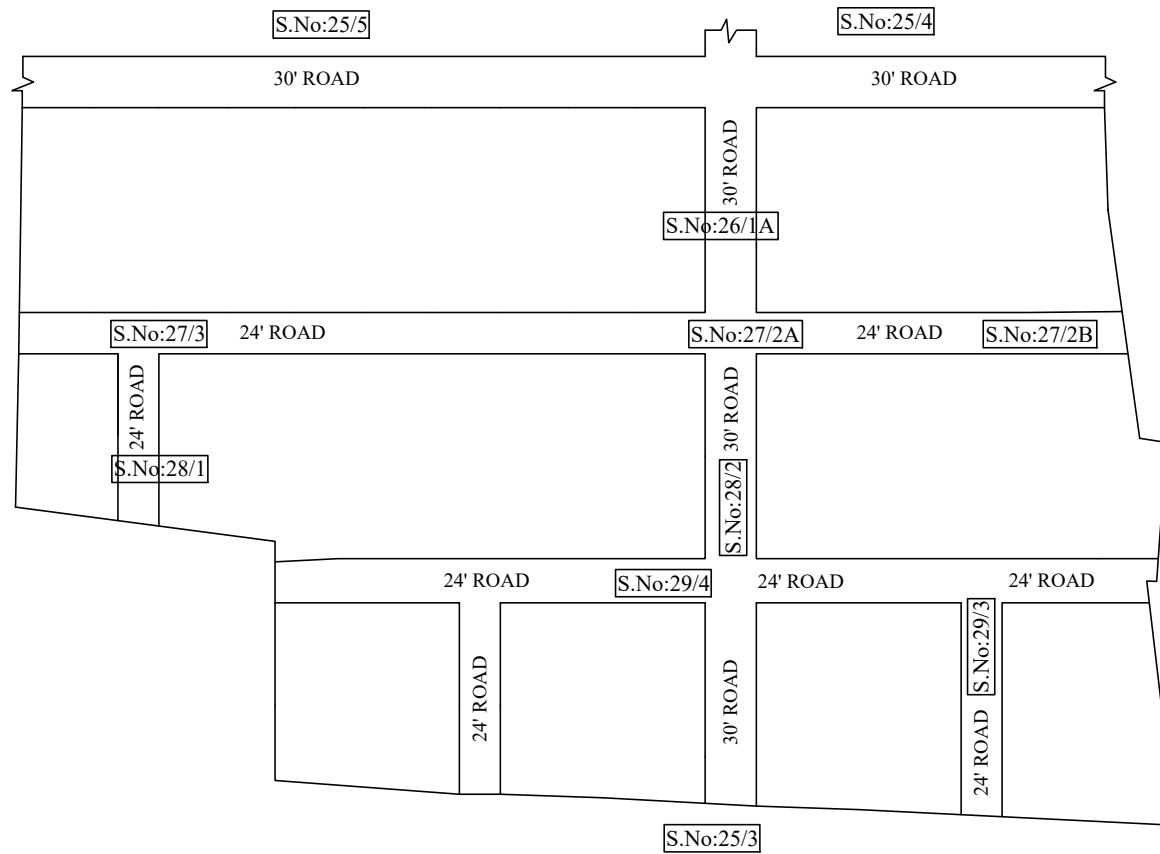 S.No:25/5
S.No:25/4
30' ROAD
30' ROAD
30' ROAD
S.No:26/1A
S.No:27/3
24' ROAD
S.No:27/2A
24' ROAD
S.No:27/2B
24' ROAD
30' ROAD
S.No:28/1
S.No:28/2
24' ROAD
S.No:29/4
24' ROAD
24' ROAD
S.No:29/3
24' ROAD
30' ROAD
24' ROAD
S.No:25/3